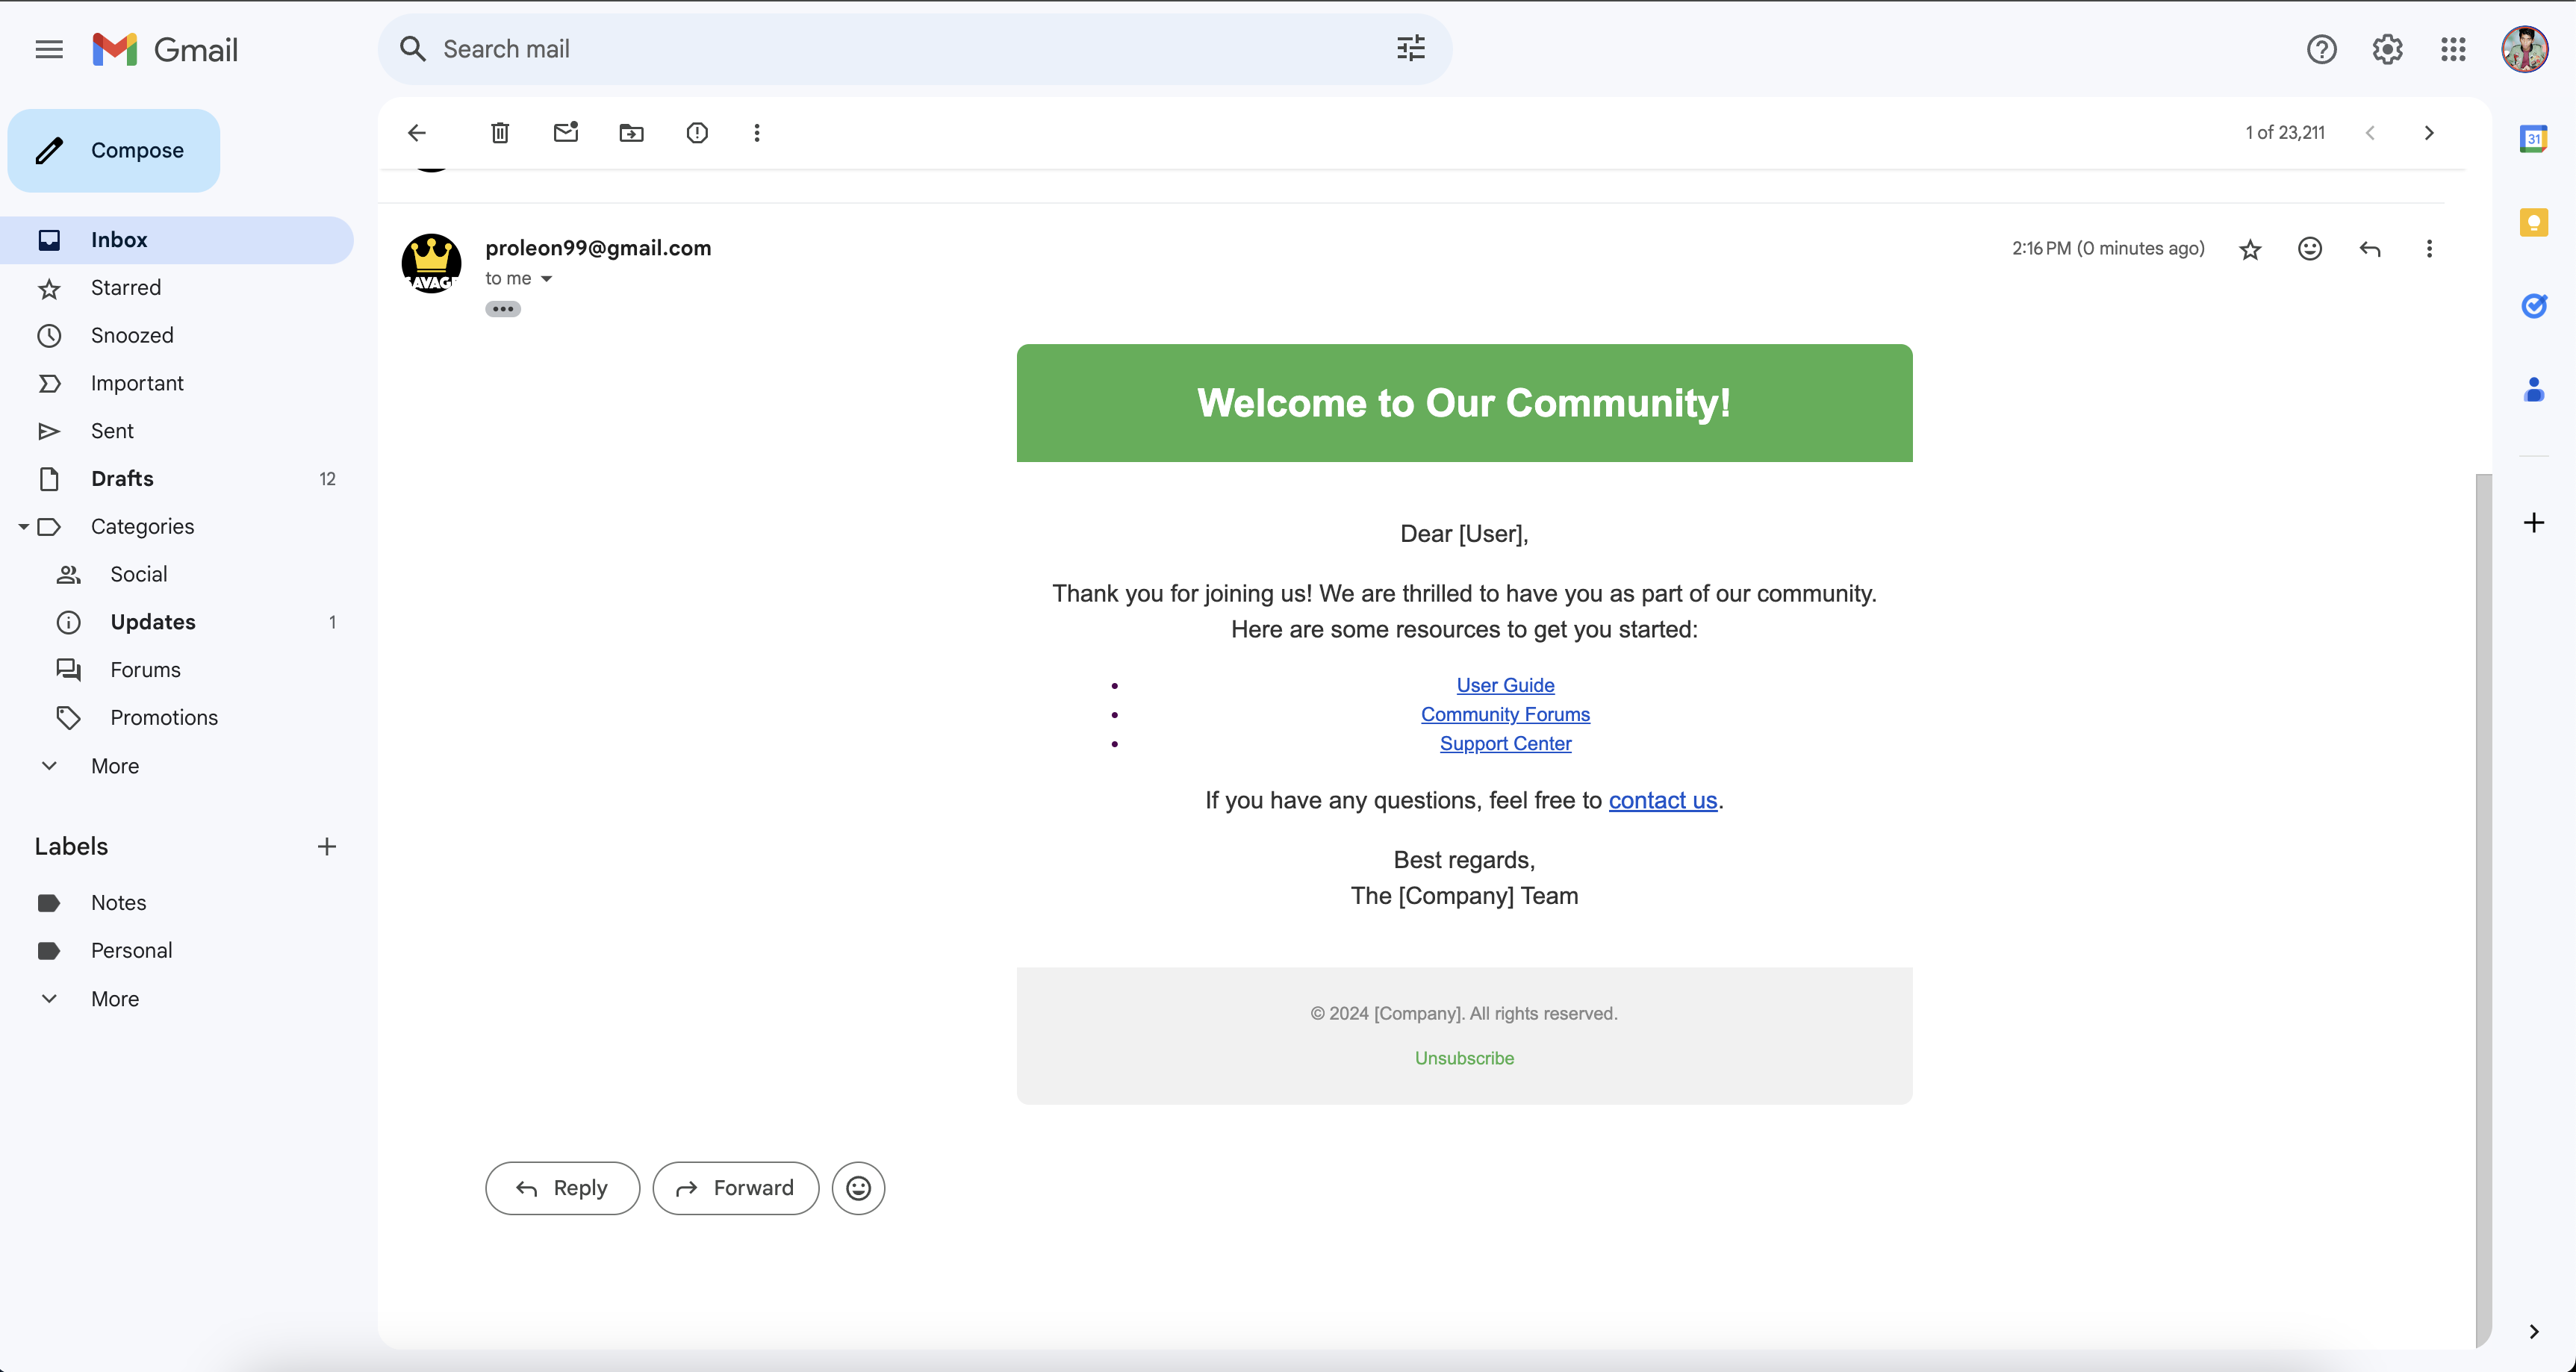 Gmail
Search mail
Compose
1 of 23,211
31
Inbox
Starred
Snoozed
Important
Sent
Drafts 12
Categories
Social
Updates 1
Forums
Promotions
More
Labels
Notes
Personal
More
proleon99@gmail.com
2:16 PM (0 minutes ago)
to me
SAVAGE
Welcome to Our Community!
Dear [User],
Thank you for joining us! We are thrilled to have you as part of our community.
Here are some resources to get you started:
• User Guide
• Community Forums
• Support Center
If you have any questions, feel free to contact us.
Best regards,
The [Company] Team
© 2024 [Company]. All rights reserved.
Unsubscribe
Reply
Forward